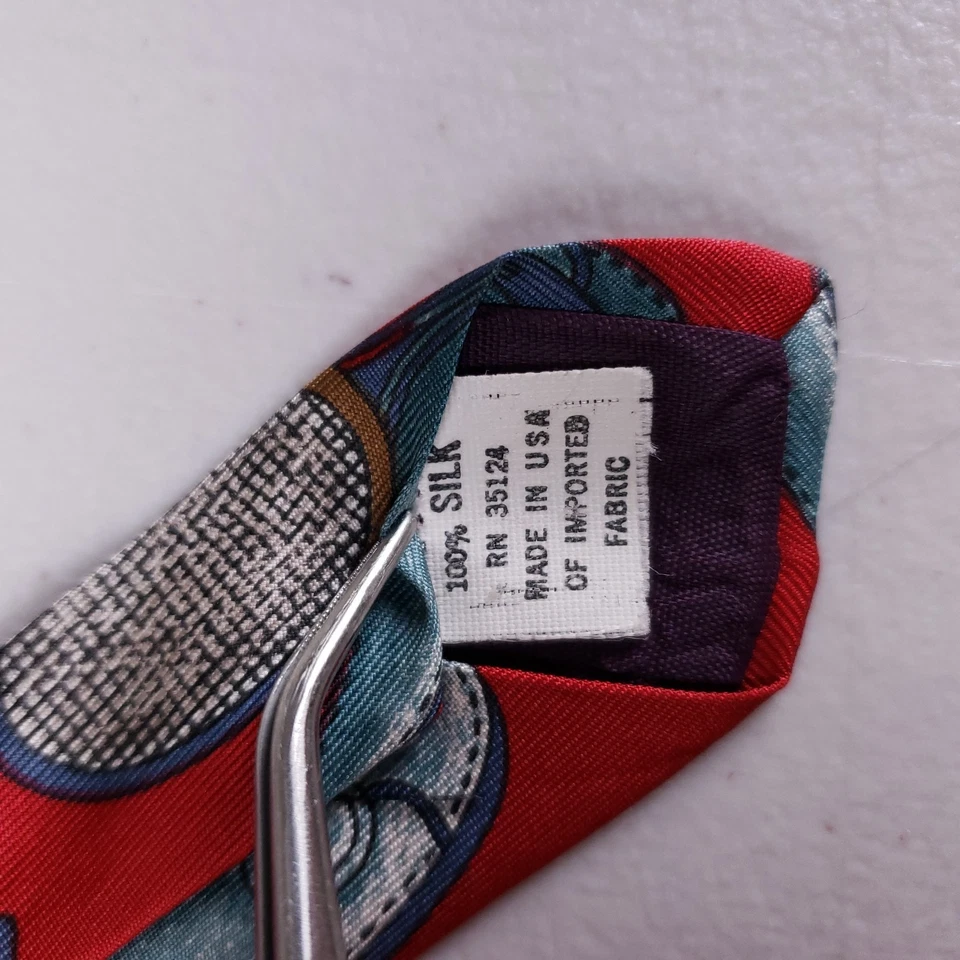 100% SILK
RN 35124
MADE IN USA
OF IMPORTED
FABRIC